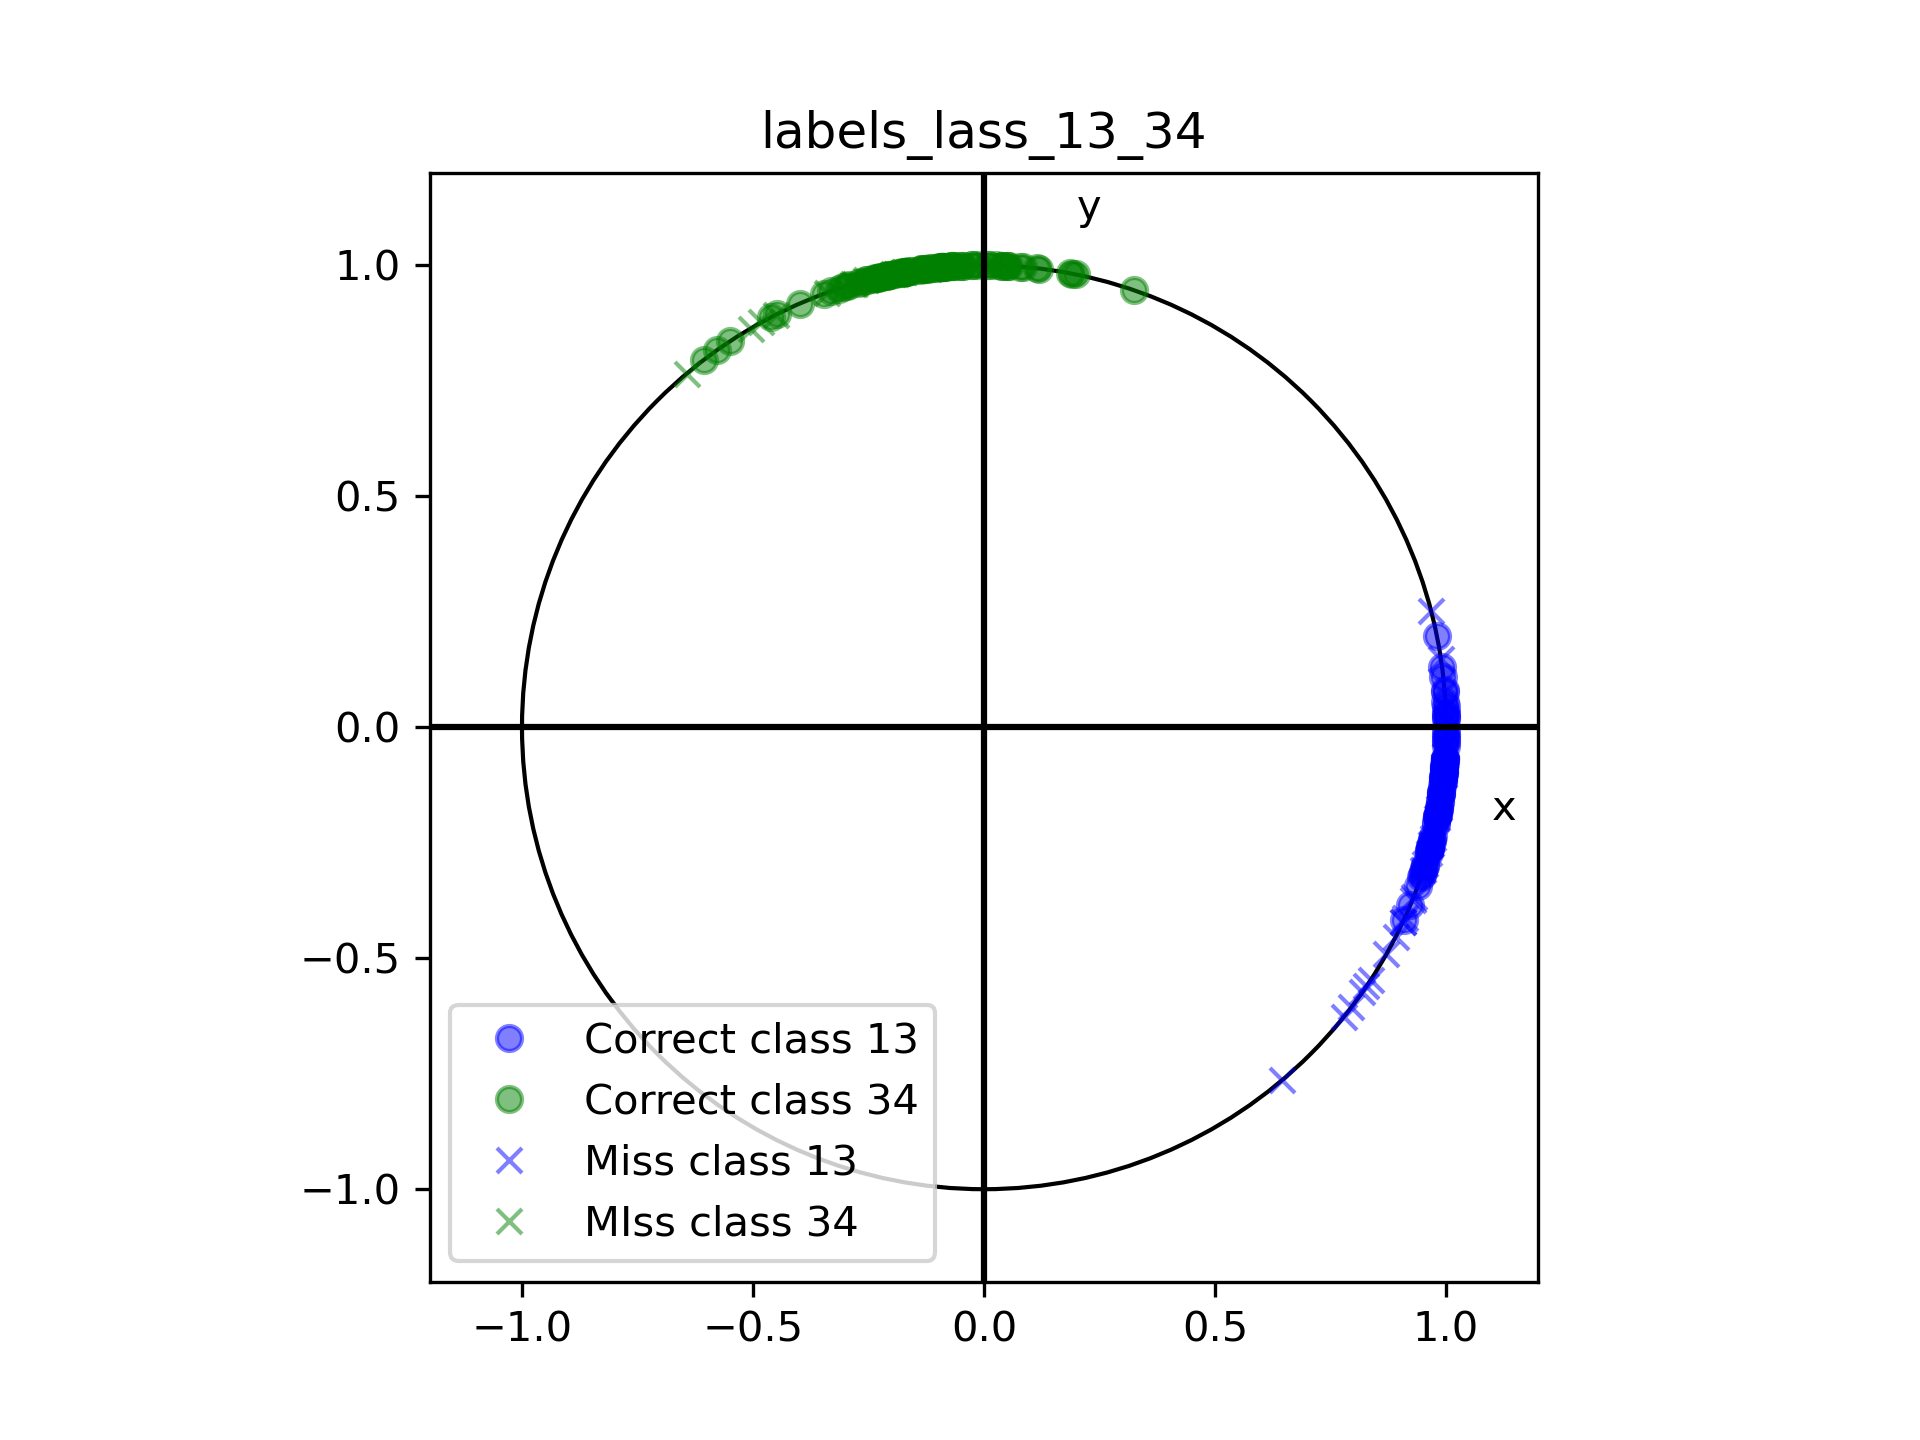 labels_lass_13_34
y
1.0
0.5
0.0
x
−0.5
−1.0
Correct class 13
Correct class 34
Miss class 13
MIss class 34
−1.0 −0.5 0.0 0.5 1.0